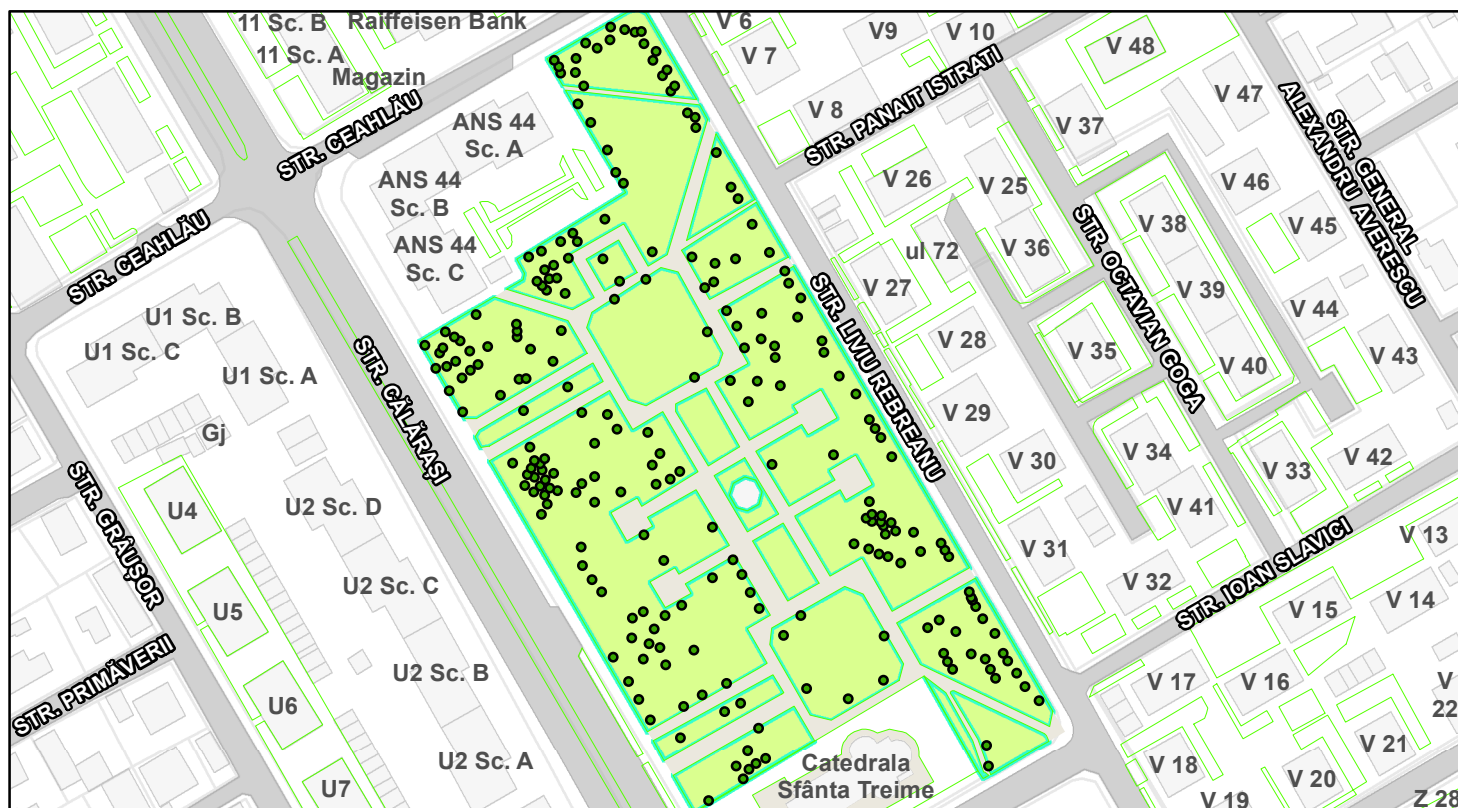 11 Sc. B
Raiffeisen Bank
11 Sc. A
Magazin
STR. CEAHLĂU
STR. CEAHLĂU
ANS 44
Sc. A
ANS 44
Sc. B
ANS 44
Sc. C
V 6
V 7
V9
V 10
V 8
V 48
V 47
V 37
STR. PANAIT ISTRATI
STR. GENERAL
ALEXANDRU AVERESCU
V 26
V 25
V 46
V 38
V 45
ul 72
V 36
V 27
STR. OCTAVIAN GOGA
V 39
V 44
STR. LIVIU REBREANU
V 28
V 35
V 40
V 43
U1 Sc. B
U1 Sc. C
U1 Sc. A
STR. CĂLĂRAȘI
Gj
V 29
V 34
V 33
V 42
V 30
V 41
STR. GRÂUȘOR
U4
U2 Sc. D
V 31
V 13
V 32
STR. IOAN SLAVICI
U2 Sc. C
U5
V 15
V 14
STR. PRIMĂVERII
U2 Sc. B
U6
V 17
V 16
V
22
U2 Sc. A
U7
Catedrala
Sfânta Treime
V 18
V 19
V 20
V 21
Z 28